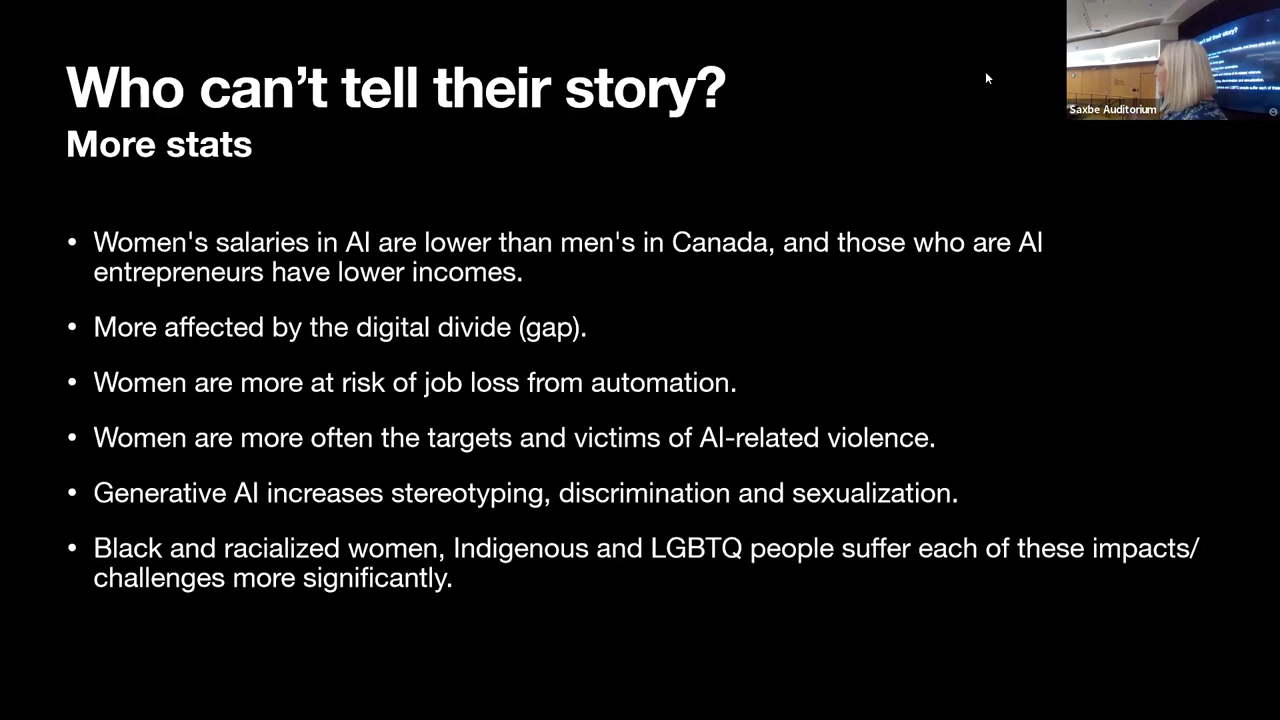 Who can’t tell their story?
More stats
• Women's salaries in AI are lower than men's in Canada, and those who are AI
entrepreneurs have lower incomes.
• More affected by the digital divide (gap).
• Women are more at risk of job loss from automation.
• Women are more often the targets and victims of AI-related violence.
• Generative AI increases stereotyping, discrimination and sexualization.
• Black and racialized women, Indigenous and LGBTQ people suffer each of these impacts/
challenges more significantly.
Saxbe Auditorium